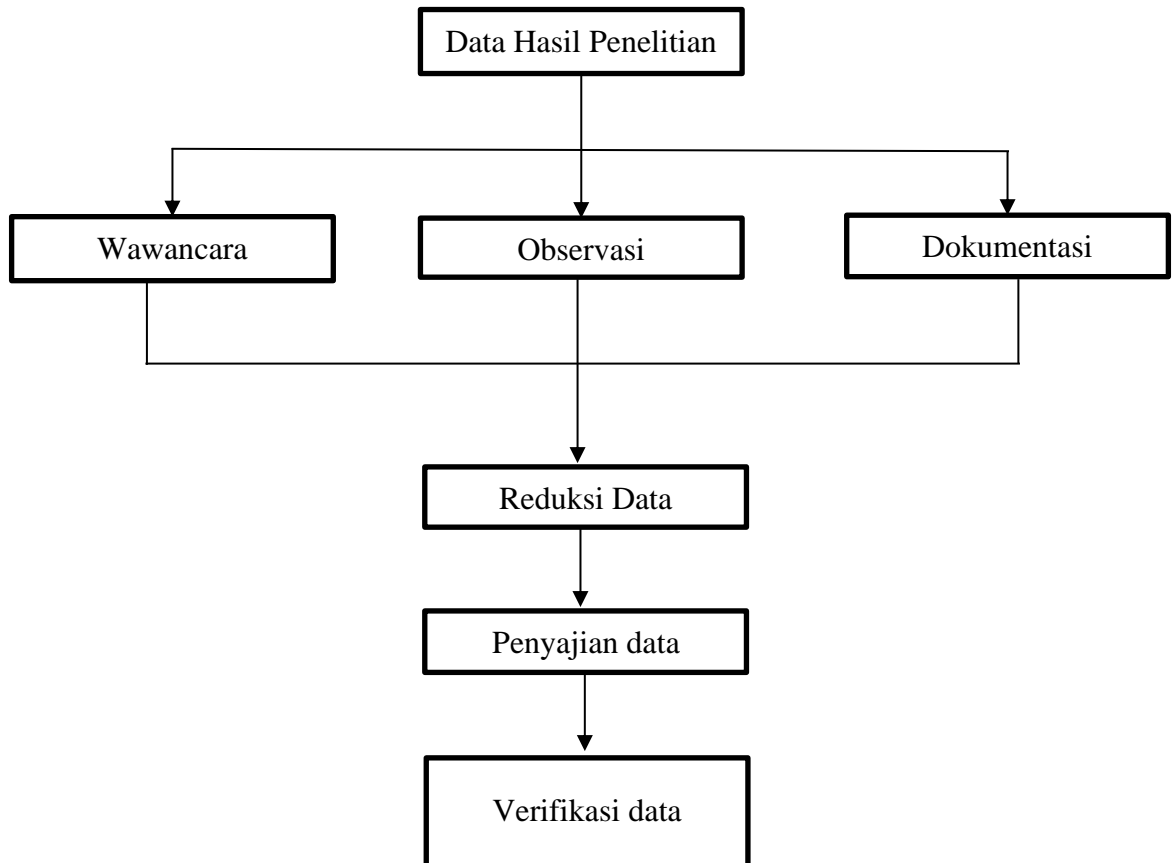 Data Hasil Penelitian
Wawancara
Observasi
Dokumentasi
Reduksi Data
Penyajian data
Verifikasi data